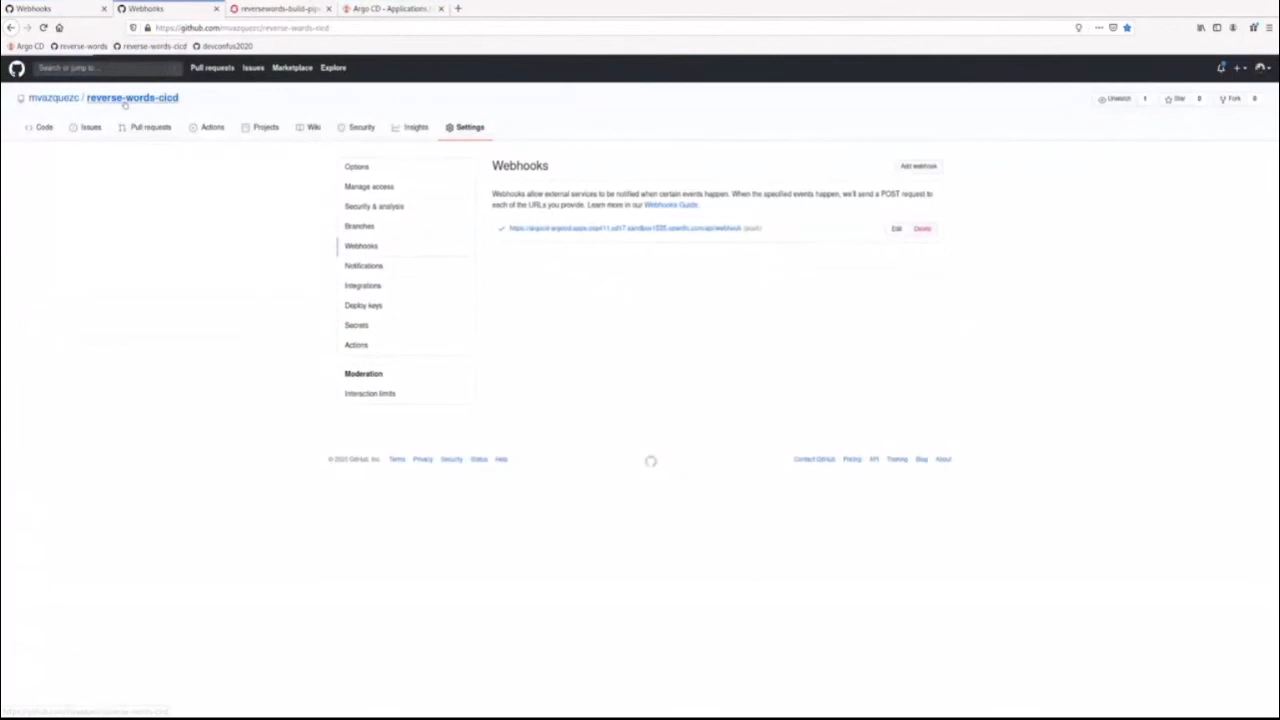 Webhooks
Webhooks
reversewords-build-pip
Argo CD - Applications
https://github.com/mvazquezc/reverse-words-cicd
Argo CD
reverse-words
reverse-words-cicd
devconfus2020
Search or jump to...
Pull requests
Issues
Marketplace
Explore
mvazquezc / reverse-words-cicd
Unwatch 1
Star 0
Fork 0
Code
Issues
Pull requests
Actions
Projects
Wiki
Security
Insights
Settings
Options
Manage access
Security & analysis
Branches
Webhooks
Notifications
Integrations
Deploy keys
Secrets
Actions
Moderation
Interaction limits
Webhooks
Add webhook
Webhooks allow external services to be notified when certain events happen. When the specified events happen, we'll send a POST request to
each of the URLs you provide. Learn more in our Webhooks Guide.
(push)
Edit
Delete
© 2020 GitHub, Inc.
Terms
Privacy
Security
Status
Help
Contact GitHub
Pricing
API
Training
Blog
About